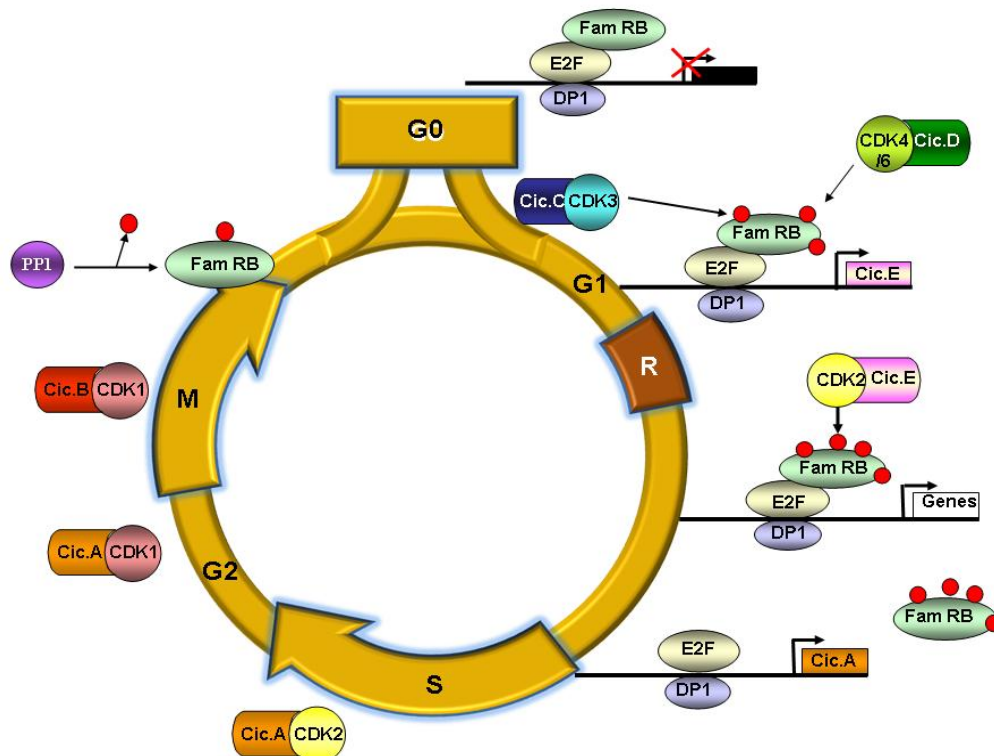 Fam RB
E2F
DP1
G0
CDK4
/6
Cic.D
Cic.C
CDK3
Fam RB
E2F
DP1
Cic.E
PP1
Fam RB
G1
R
CDK2
Cic.E
Cic.B
CDK1
M
Fam RB
E2F
DP1
Genes
Cic.A
CDK1
G2
Fam RB
E2F
DP1
Cic.A
S
Cic.A
CDK2